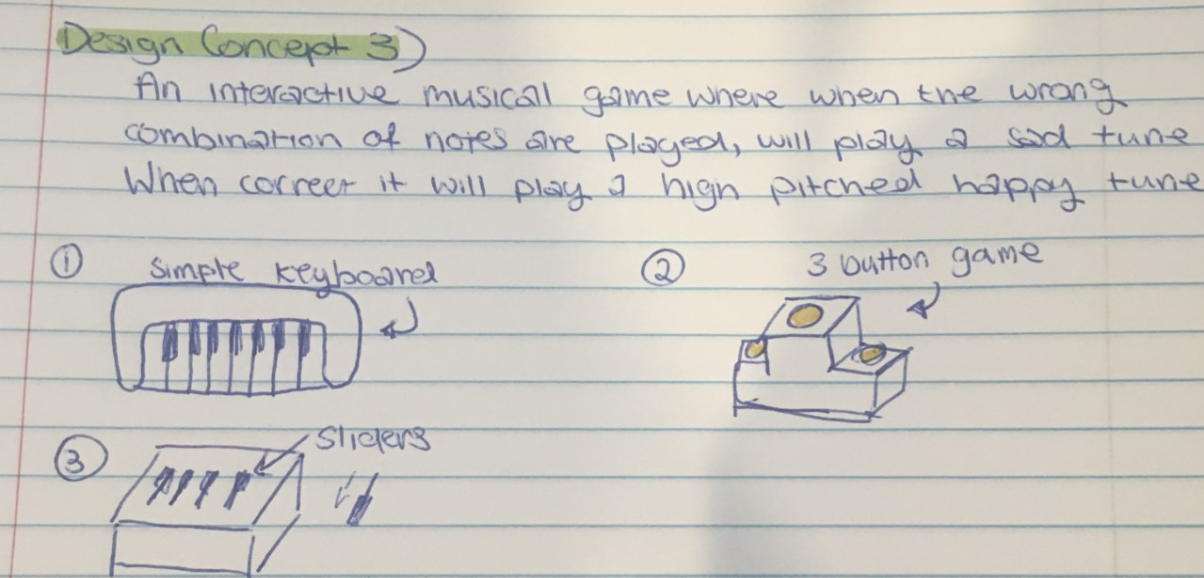 Design Concept 3)
An interactive musical game where when the wrong
combination of notes are played, will play a sad tune
When correct it will play a high pitched happy tune
① Simple keyboard
② 3 button game
③ Sliders